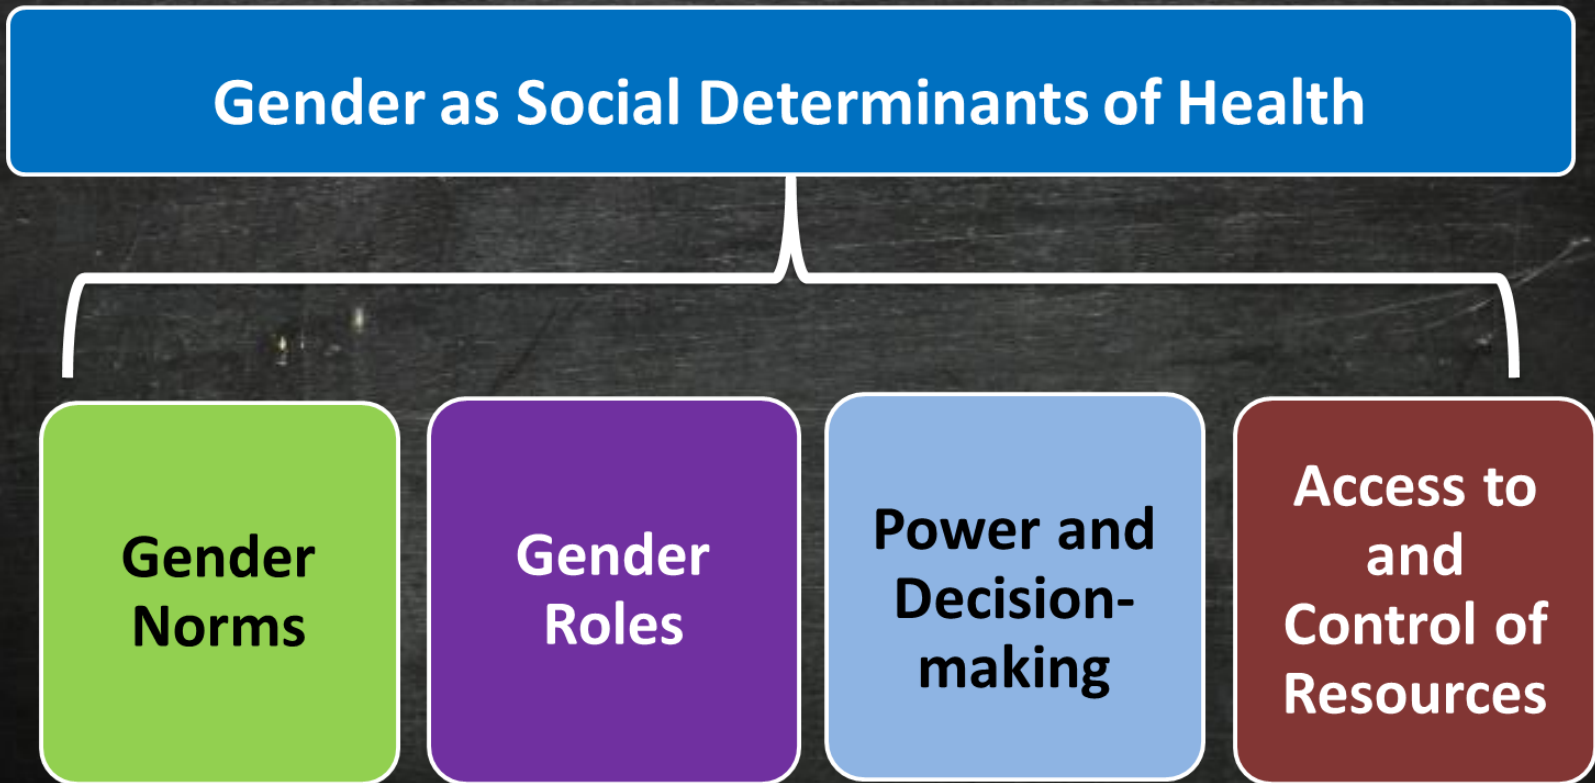 Gender as Social Determinants of Health
Gender
Norms
Gender
Roles
Power and
Decision-
making
Access to
and
Control of
Resources